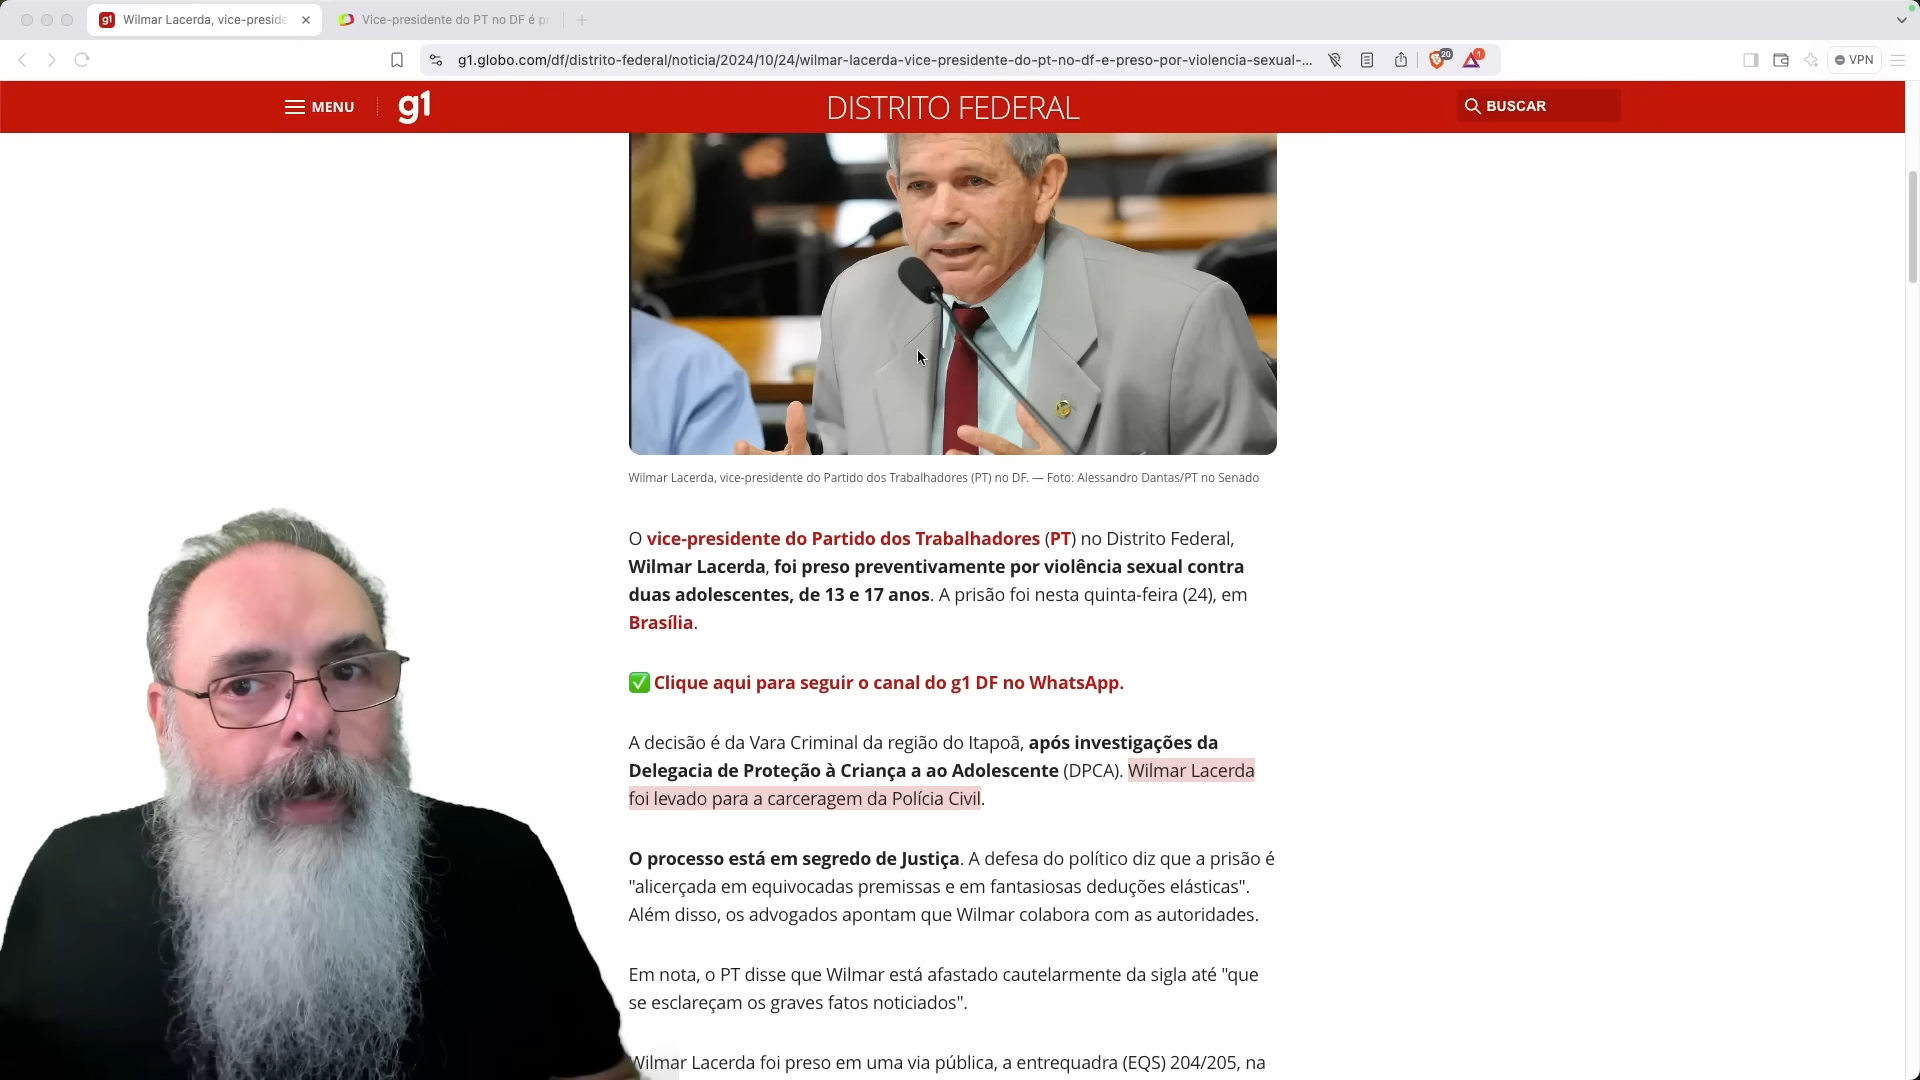 Wilmar Lacerda, vice-preside
Vice-presidente do PT no DF é p
g1.globo.com/df/distrito-federal/noticia/2024/10/24/wilmar-lacerda-vice-presidente-do-pt-no-df-e-preso-por-violencia-sexual-...
20
1
VPN
MENU
g1
DISTRITO FEDERAL
BUSCAR
Wilmar Lacerda, vice-presidente do Partido dos Trabalhadores (PT) no DF. — Foto: Alessandro Dantas/PT no Senado
O vice-presidente do Partido dos Trabalhadores (PT) no Distrito Federal,
Wilmar Lacerda, foi preso preventivamente por violência sexual contra
duas adolescentes, de 13 e 17 anos. A prisão foi nesta quinta-feira (24), em
Brasília.
✅ Clique aqui para seguir o canal do g1 DF no WhatsApp.
A decisão é da Vara Criminal da região do Itapoã, após investigações da
Delegacia de Proteção à Criança a ao Adolescente (DPCA). Wilmar Lacerda
foi levado para a carceragem da Polícia Civil.
O processo está em segredo de Justiça. A defesa do político diz que a prisão é
"alicerçada em equivocadas premissas e em fantasiosas deduções elásticas".
Além disso, os advogados apontam que Wilmar colabora com as autoridades.
Em nota, o PT disse que Wilmar está afastado cautelarmente da sigla até "que
se esclareçam os graves fatos noticiados".
Wilmar Lacerda foi preso em uma via pública, a entrequadra (EQS) 204/205, na